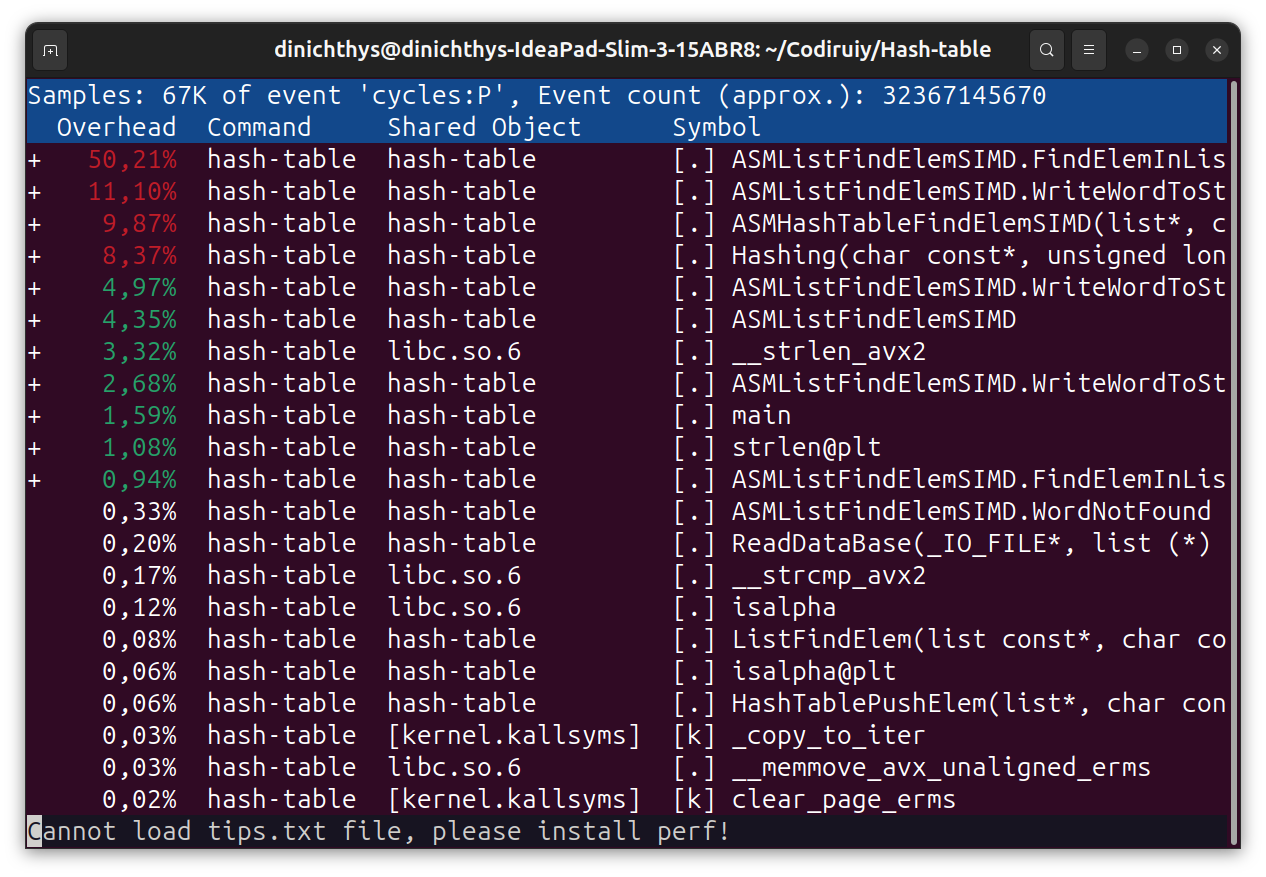 dinichthys@dinichthys-IdeaPad-Slim-3-15ABR8: ~/Codiruiy/Hash-table
Samples: 67K of event 'cycles:P', Event count (approx.): 32367145670
Overhead  Command  Shared Object  Symbol
+ 50,21% hash-table hash-table [.] ASMListFindElemSIMD.FindElemInLis
+ 11,10% hash-table hash-table [.] ASMListFindElemSIMD.WriteWordToSt
+ 9,87% hash-table hash-table [.] ASMHashTableFindElemSIMD(list*, c
+ 8,37% hash-table hash-table [.] Hashing(char const*, unsigned lon
+ 4,97% hash-table hash-table [.] ASMListFindElemSIMD.WriteWordToSt
+ 4,35% hash-table hash-table [.] ASMListFindElemSIMD
+ 3,32% hash-table libc.so.6 [.] __strlen_avx2
+ 2,68% hash-table hash-table [.] ASMListFindElemSIMD.WriteWordToSt
+ 1,59% hash-table hash-table [.] main
+ 1,08% hash-table hash-table [.] strlen@plt
+ 0,94% hash-table hash-table [.] ASMListFindElemSIMD.FindElemInLis
0,33% hash-table hash-table [.] ASMListFindElemSIMD.WordNotFound
0,20% hash-table hash-table [.] ReadDataBase(_IO_FILE*, list (*)
0,17% hash-table libc.so.6 [.] __strcmp_avx2
0,12% hash-table libc.so.6 [.] isalpha
0,08% hash-table hash-table [.] ListFindElem(list const*, char co
0,06% hash-table hash-table [.] isalpha@plt
0,06% hash-table hash-table [.] HashTablePushElem(list*, char con
0,03% hash-table [kernel.kallsyms] [k] _copy_to_iter
0,03% hash-table libc.so.6 [.] __memmove_avx_unaligned_erms
0,02% hash-table [kernel.kallsyms] [k] clear_page_erms
Cannot load tips.txt file, please install perf!